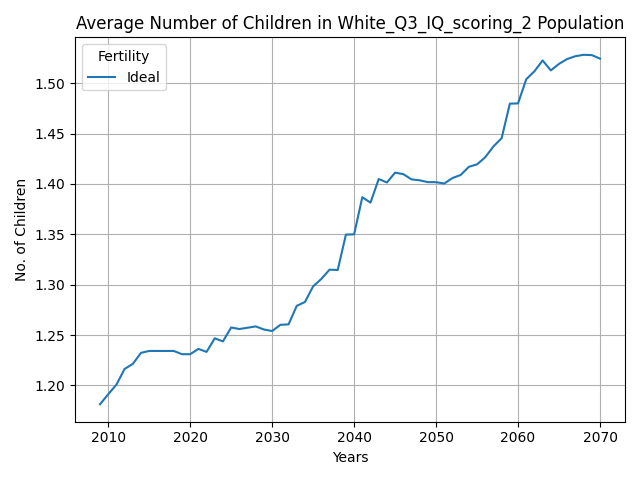 Average Number of Children in White_Q3_IQ_scoring_2 Population
Fertility
Ideal
No. of Children
1.50
1.45
1.40
1.35
1.30
1.25
1.20
2010 2020 2030 2040 2050 2060 2070
Years